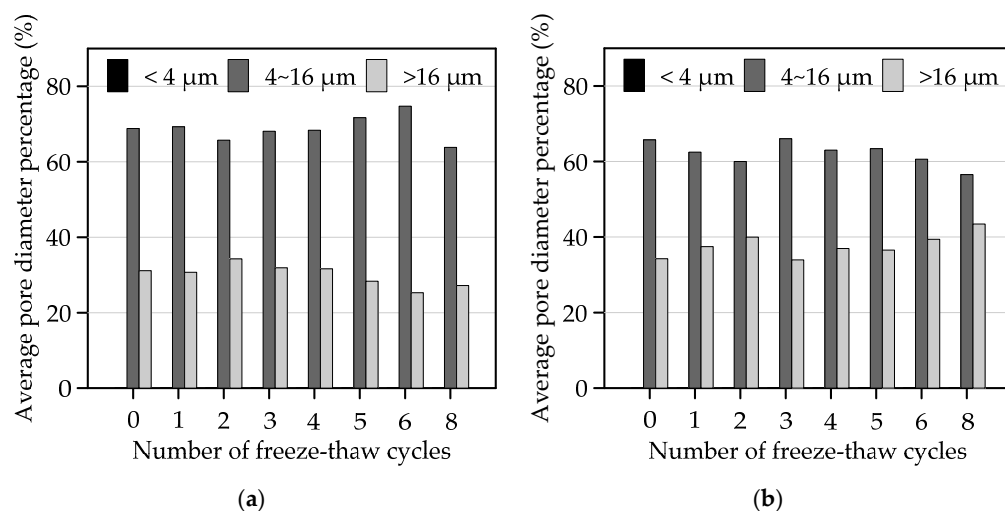 Average pore diameter percentage (%)
< 4 μm 4~16 μm >16 μm
80
60
40
20
0
0 1 2 3 4 5 6 8
Number of freeze-thaw cycles
(a)
Average pore diameter percentage (%)
< 4 μm 4~16 μm >16 μm
80
60
40
20
0
0 1 2 3 4 5 6 8
Number of freeze-thaw cycles
(b)